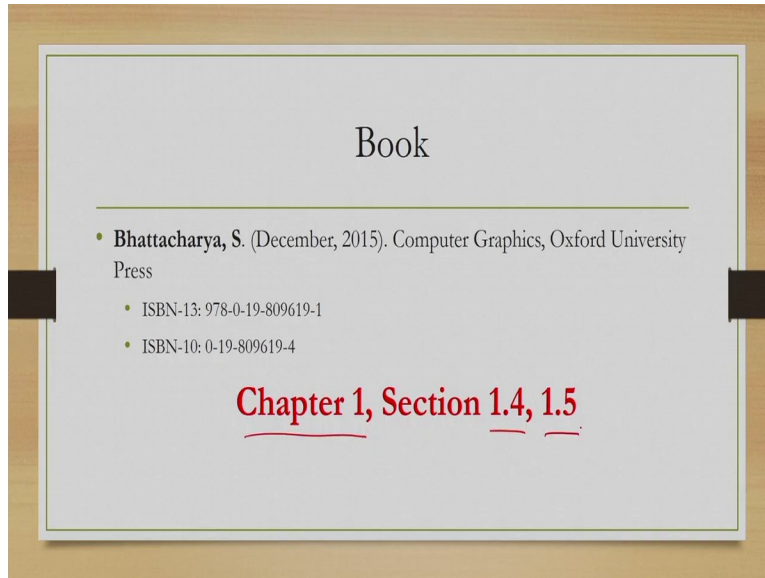 Book
• Bhattacharya, S. (December, 2015). Computer Graphics, Oxford University
Press
• ISBN-13: 978-0-19-809619-1
• ISBN-10: 0-19-809619-4
Chapter 1, Section 1.4, 1.5